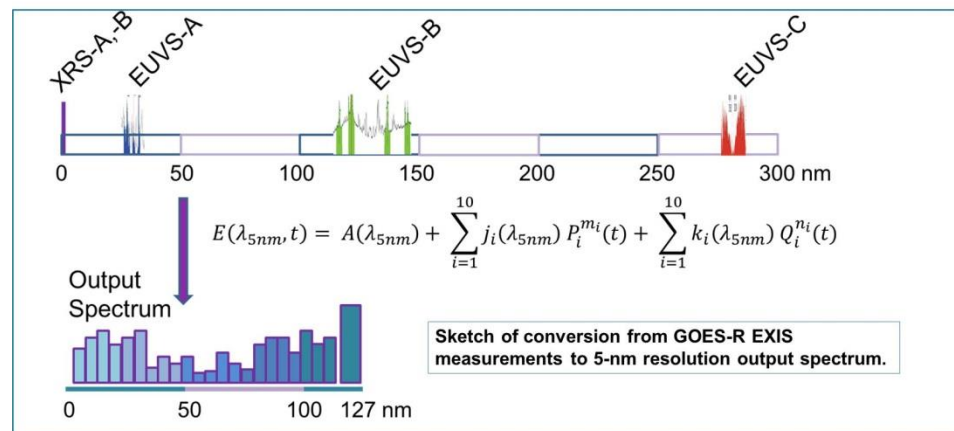 XRS-A,-B
EUVS-A
EUVS-B
EUVS-C
0 50 100 150 200 250 300 nm
E(λ5nm, t) = A(λ5nm) + ∑_{i=1}^{10} j_i(λ5nm) P_i^{m_i}(t) + ∑_{i=1}^{10} k_i(λ5nm) Q_i^{n_i}(t)
Output
Spectrum
Sketch of conversion from GOES-R EXIS
measurements to 5-nm resolution output spectrum.
0 50 100 127 nm